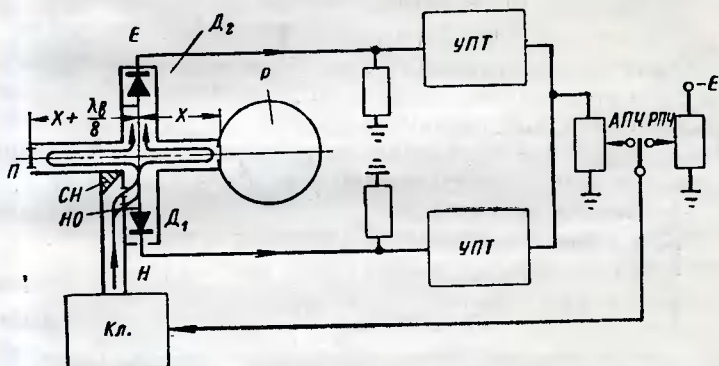 E
Д₂
УПТ
P
-E
X + λв/8
X
АПЧ РПЧ
П
СН
НО
Д₁
УПТ
Н
Кл.